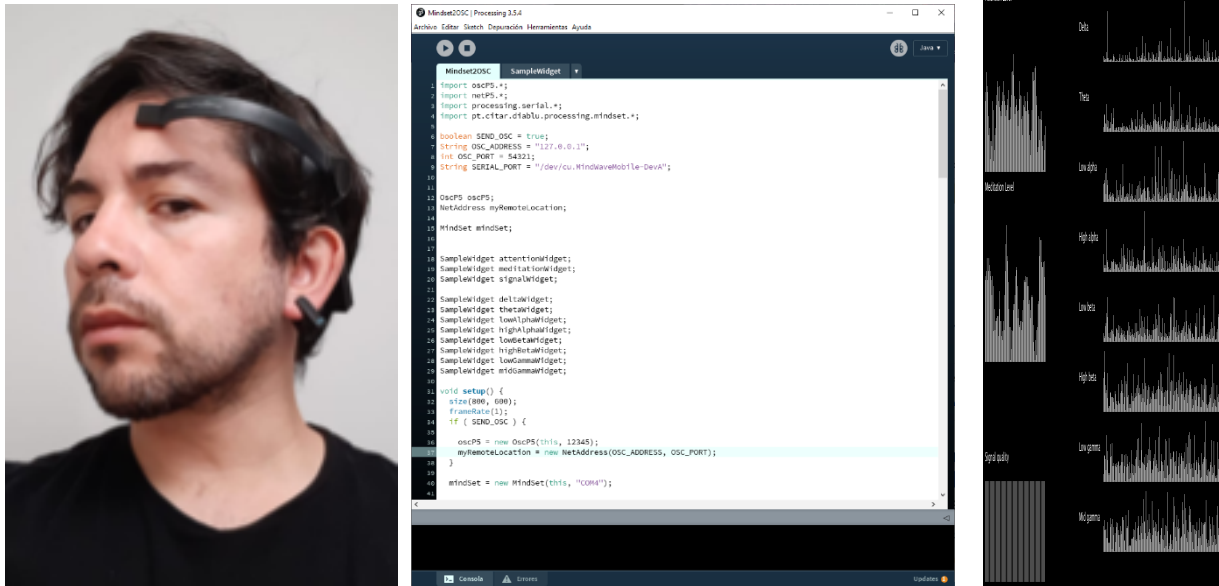 Mindset2OSC | Processing 3.5.4
Archivo Editar Sketch Depuración Herramientas Ayuda
Java
Mindset2OSC SampleWidget
1 import oscP5.*;
2 import netP5.*;
3 import processing.serial.*;
4 import pt.citar.diablu.processing.mindset.*;
5
6 boolean SEND_OSC = true;
7 String OSC_ADDRESS = "127.0.0.1";
8 int OSC_PORT = 54321;
9 String SERIAL_PORT = "/dev/cu.MindWaveMobile-DevA";
10
11
12 OscP5 oscP5;
13 NetAddress myRemoteLocation;
14
15 MindSet mindSet;
16
17
18 SampleWidget attentionWidget;
19 SampleWidget meditationWidget;
20 SampleWidget signalWidget;
21
22 SampleWidget deltaWidget;
23 SampleWidget thetaWidget;
24 SampleWidget lowAlphaWidget;
25 SampleWidget highAlphaWidget;
26 SampleWidget lowBetaWidget;
27 SampleWidget highBetaWidget;
28 SampleWidget lowGammaWidget;
29 SampleWidget midGammaWidget;
30
31 void setup() {
32 size(800, 600);
33 frameRate(1);
34 if ( SEND_OSC ) {
35
36 oscP5 = new OscP5(this, 12345);
37 myRemoteLocation = new NetAddress(OSC_ADDRESS, OSC_PORT);
38 }
39
40 mindSet = new MindSet(this, "COM4");
41
Consola Errores Updates
Meditation Level
Signal quality
Delta
Theta
Low alpha
High alpha
Low beta
High beta
Low gamma
Mid gamma